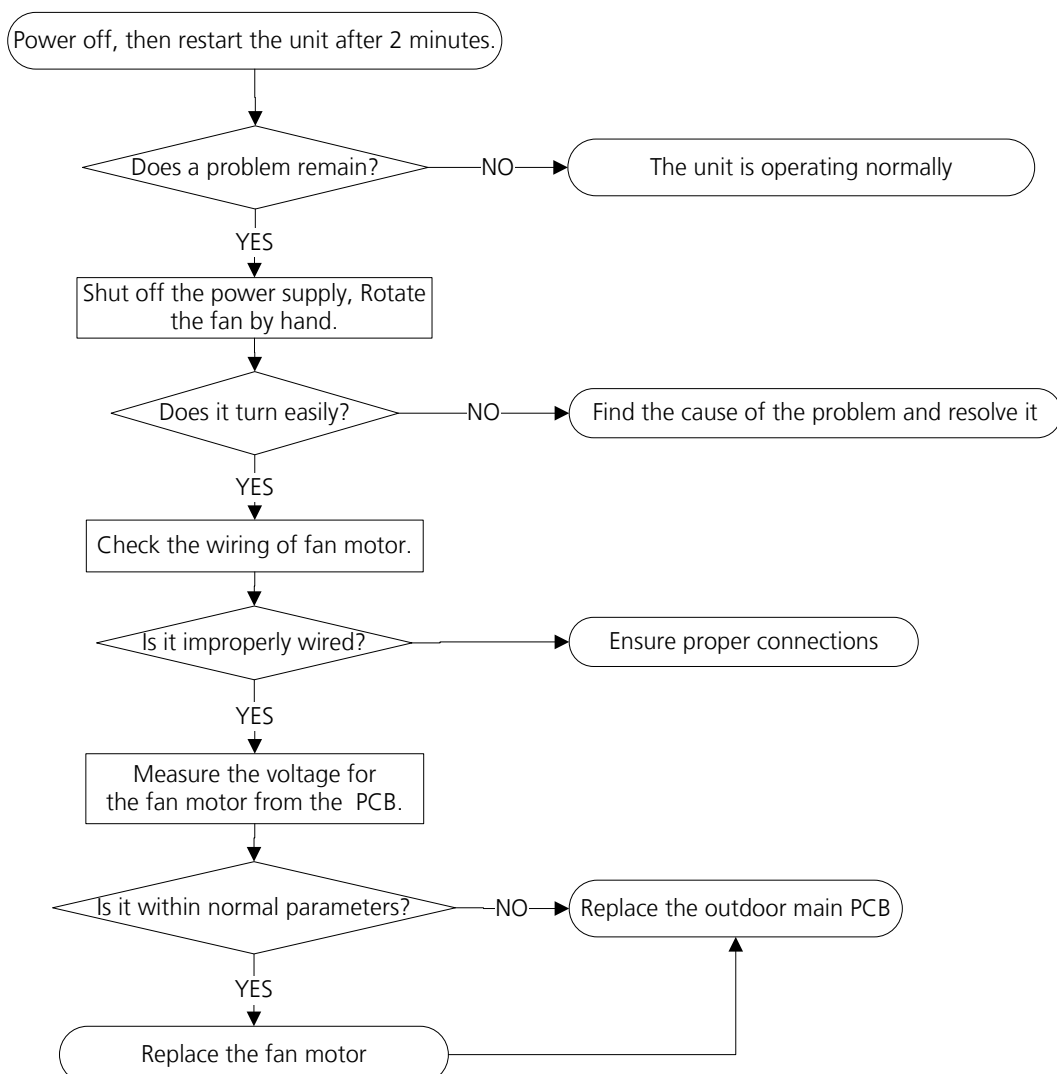 Power off, then restart the unit after 2 minutes.
Does a problem remain?
NO
The unit is operating normally
YES
Shut off the power supply, Rotate
the fan by hand.
Does it turn easily?
NO
Find the cause of the problem and resolve it
YES
Check the wiring of fan motor.
Is it improperly wired?
Ensure proper connections
YES
Measure the voltage for
the fan motor from the PCB.
Is it within normal parameters?
NO
Replace the outdoor main PCB
YES
Replace the fan motor